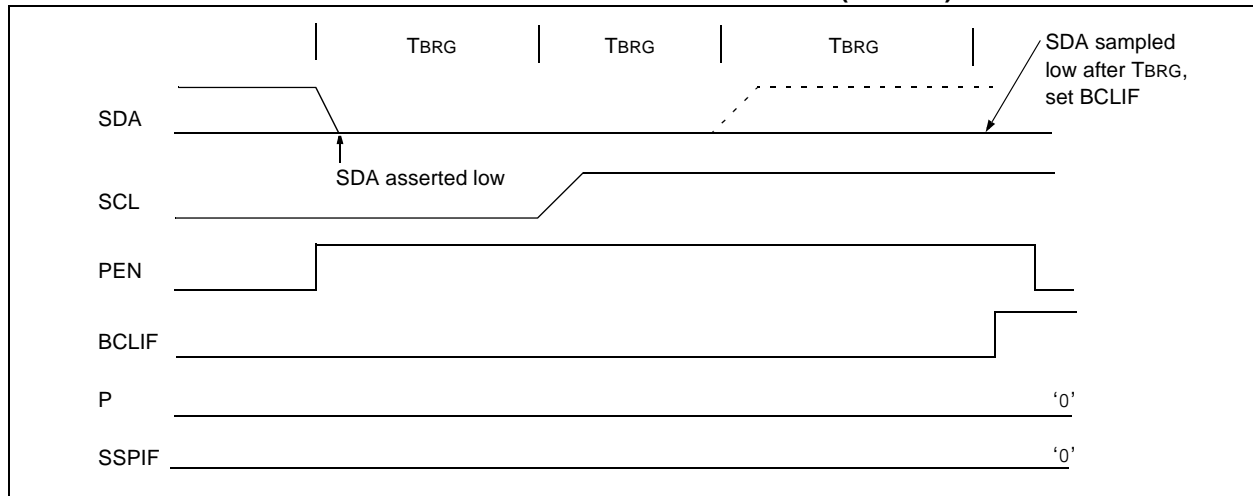 TBRG TBRG TBRG
SDA sampled
low after TBRG,
set BCLIF
SDA
SDA asserted low
SCL
PEN
BCLIF
P
‘0’
SSPIF
‘0’